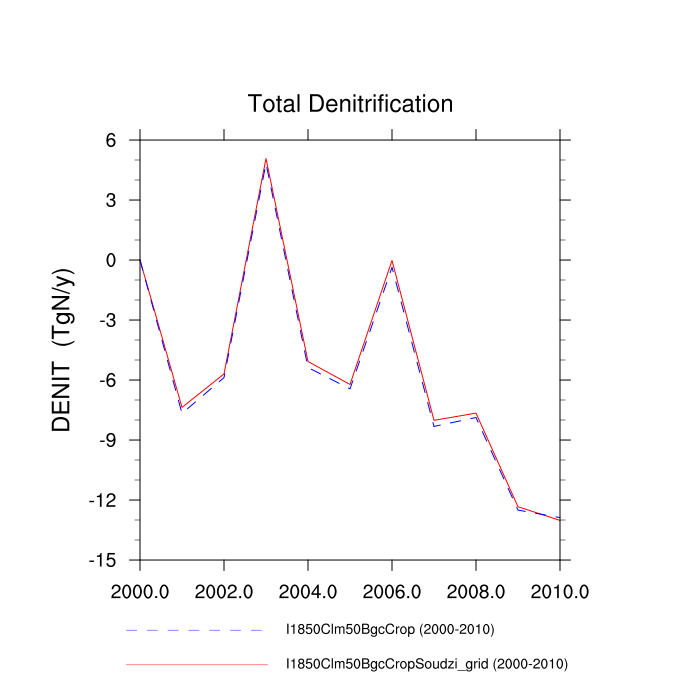 Total Denitrification
DENIT (TgN/y)
6
3
0
-3
-6
-9
-12
-15
2000.0 2002.0 2004.0 2006.0 2008.0 2010.0
I1850Clm50BgcCrop (2000-2010)
I1850Clm50BgcCropSoudzi_grid (2000-2010)